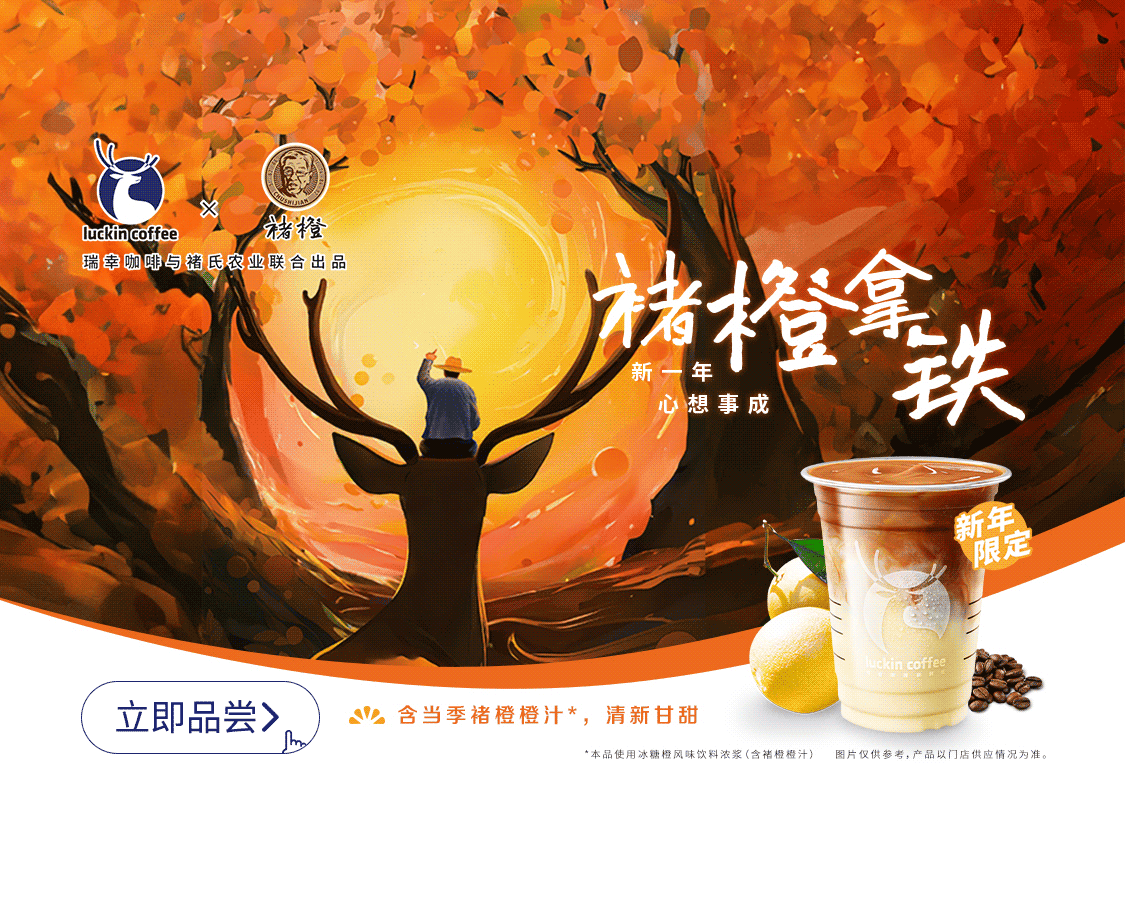 luckin coffee
×
CHUSHIJIAN
褚橙
瑞幸咖啡与褚氏农业联合出品
褚橙拿铁
新一年
心想事成
新年
限定
luckin coffee
立即品尝
含当季褚橙橙汁*，清新甘甜
*本品使用冰糖橙风味饮料浓浆（含褚橙橙汁） 图片仅供参考，产品以门店供应情况为准。